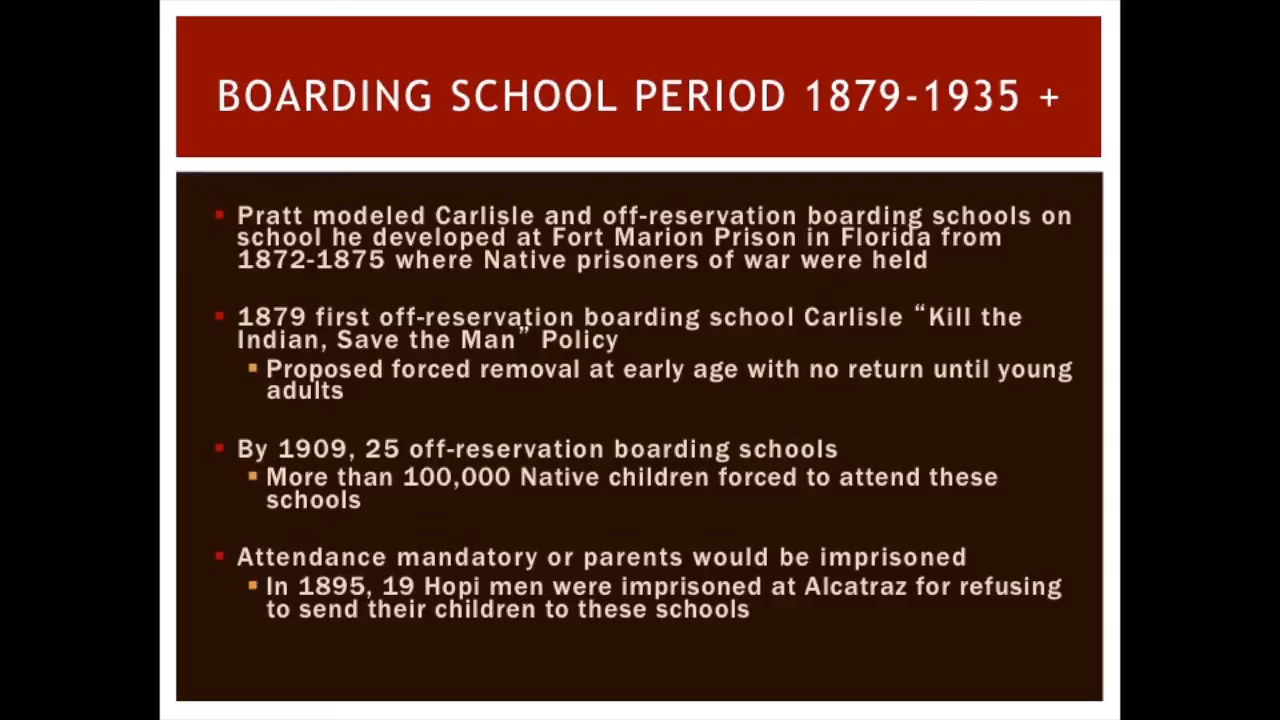 BOARDING SCHOOL PERIOD 1879-1935 +
Pratt modeled Carlisle and off-reservation boarding schools on
school he developed at Fort Marion Prison in Florida from
1872-1875 where Native prisoners of war were held
1879 first off-reservation boarding school Carlisle “Kill the
Indian, Save the Man” Policy
Proposed forced removal at early age with no return until young
adults
By 1909, 25 off-reservation boarding schools
More than 100,000 Native children forced to attend these
schools
Attendance mandatory or parents would be imprisoned
In 1895, 19 Hopi men were imprisoned at Alcatraz for refusing
to send their children to these schools